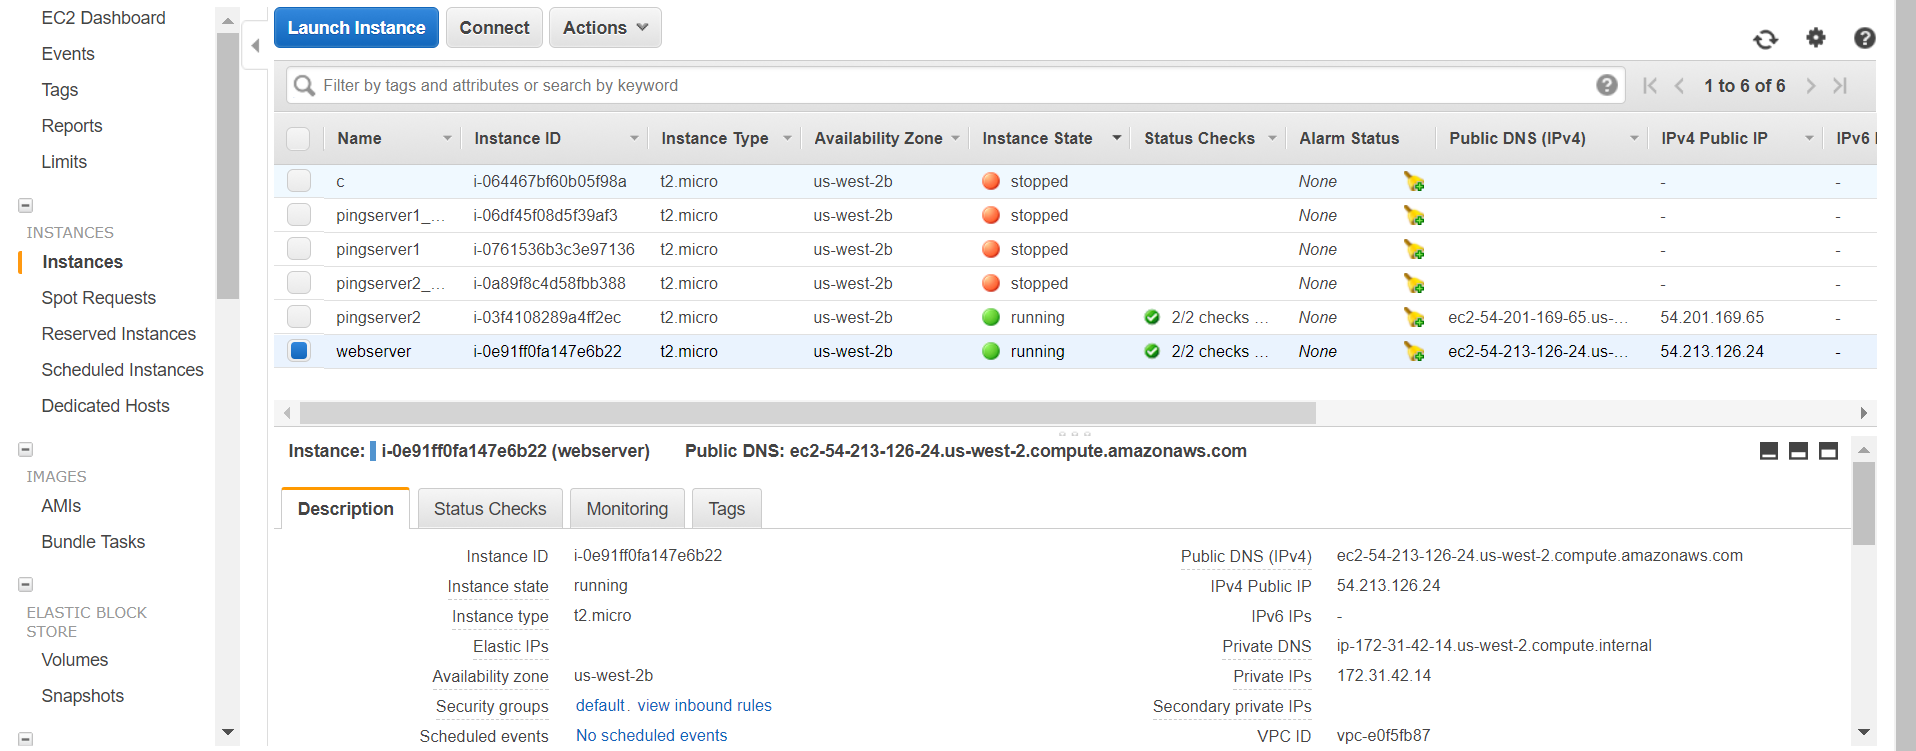 EC2 Dashboard
Events
Tags
Reports
Limits
INSTANCES
Instances
Spot Requests
Reserved Instances
Scheduled Instances
Dedicated Hosts
IMAGES
AMIs
Bundle Tasks
ELASTIC BLOCK
STORE
Volumes
Snapshots
Launch Instance Connect Actions
Filter by tags and attributes or search by keyword 1 to 6 of 6
Name Instance ID Instance Type Availability Zone Instance State Status Checks Alarm Status Public DNS (IPv4) IPv4 Public IP IPv6 I
c i-064467bf60b05f98a t2.micro us-west-2b stopped None - -
pingserver1_... i-06df45f08d5f39af3 t2.micro us-west-2b stopped None - -
pingserver1 i-0761536b3c3e97136 t2.micro us-west-2b stopped None - -
pingserver2_... i-0a89f8c4d58fbb388 t2.micro us-west-2b stopped None - -
pingserver2 i-03f4108289a4ff2ec t2.micro us-west-2b running 2/2 checks ... None ec2-54-201-169-65.us-... 54.201.169.65 -
webserver i-0e91ff0fa147e6b22 t2.micro us-west-2b running 2/2 checks ... None ec2-54-213-126-24.us-... 54.213.126.24 -
Instance: i-0e91ff0fa147e6b22 (webserver) Public DNS: ec2-54-213-126-24.us-west-2.compute.amazonaws.com
Description Status Checks Monitoring Tags
Instance ID i-0e91ff0fa147e6b22 Public DNS (IPv4) ec2-54-213-126-24.us-west-2.compute.amazonaws.com
Instance state running IPv4 Public IP 54.213.126.24
Instance type t2.micro IPv6 IPs -
Elastic IPs Private DNS ip-172-31-42-14.us-west-2.compute.internal
Availability zone us-west-2b Private IPs 172.31.42.14
Security groups default. view inbound rules Secondary private IPs
Scheduled events No scheduled events VPC ID vpc-e0f5fb87